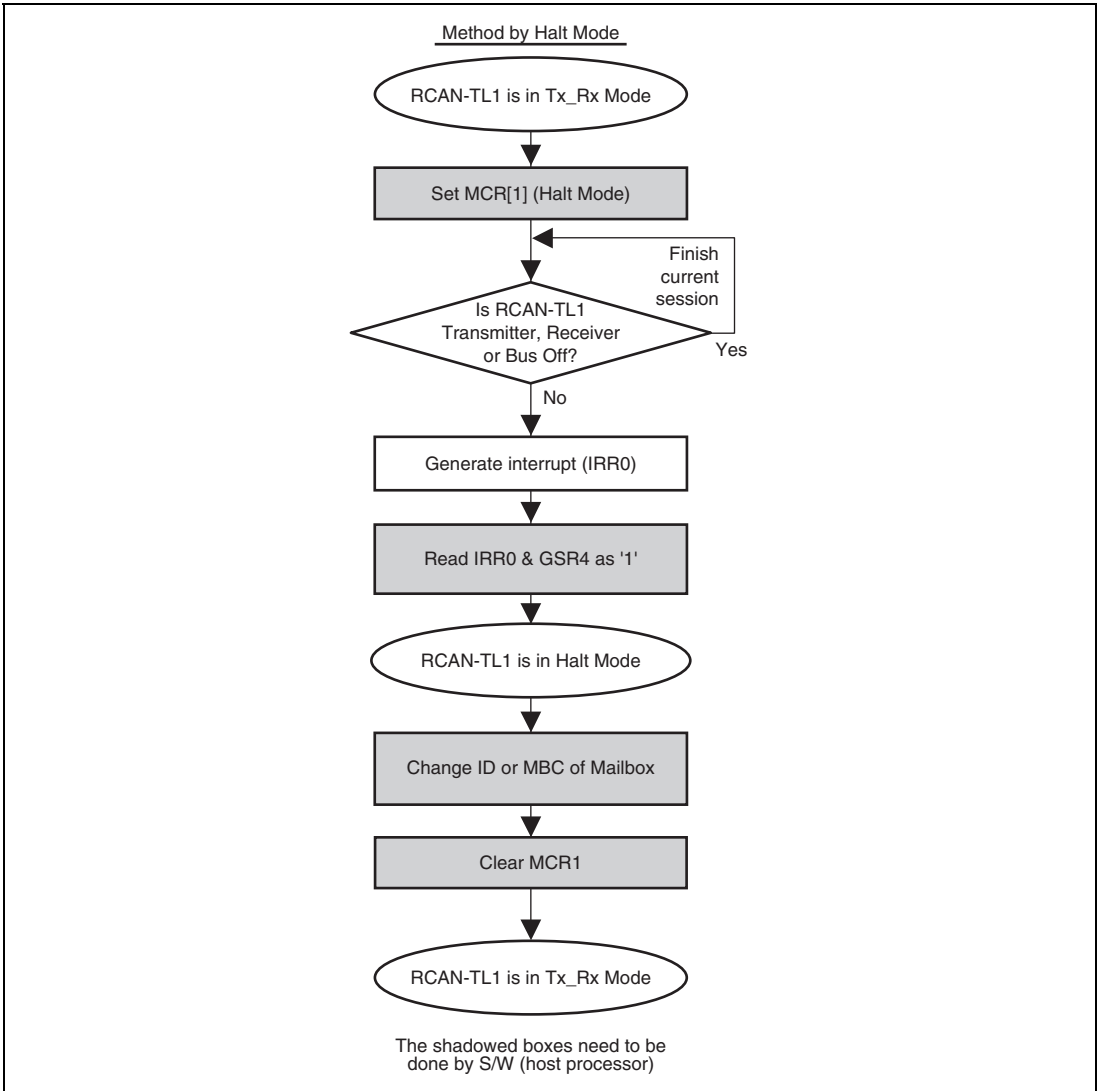 Method by Halt Mode
RCAN-TL1 is in Tx_Rx Mode
Set MCR[1] (Halt Mode)
Finish
current
session
Is RCAN-TL1
Transmitter, Receiver
or Bus Off?
Yes
No
Generate interrupt (IRR0)
Read IRR0 & GSR4 as '1'
RCAN-TL1 is in Halt Mode
Change ID or MBC of Mailbox
Clear MCR1
RCAN-TL1 is in Tx_Rx Mode
The shadowed boxes need to be
done by S/W (host processor)